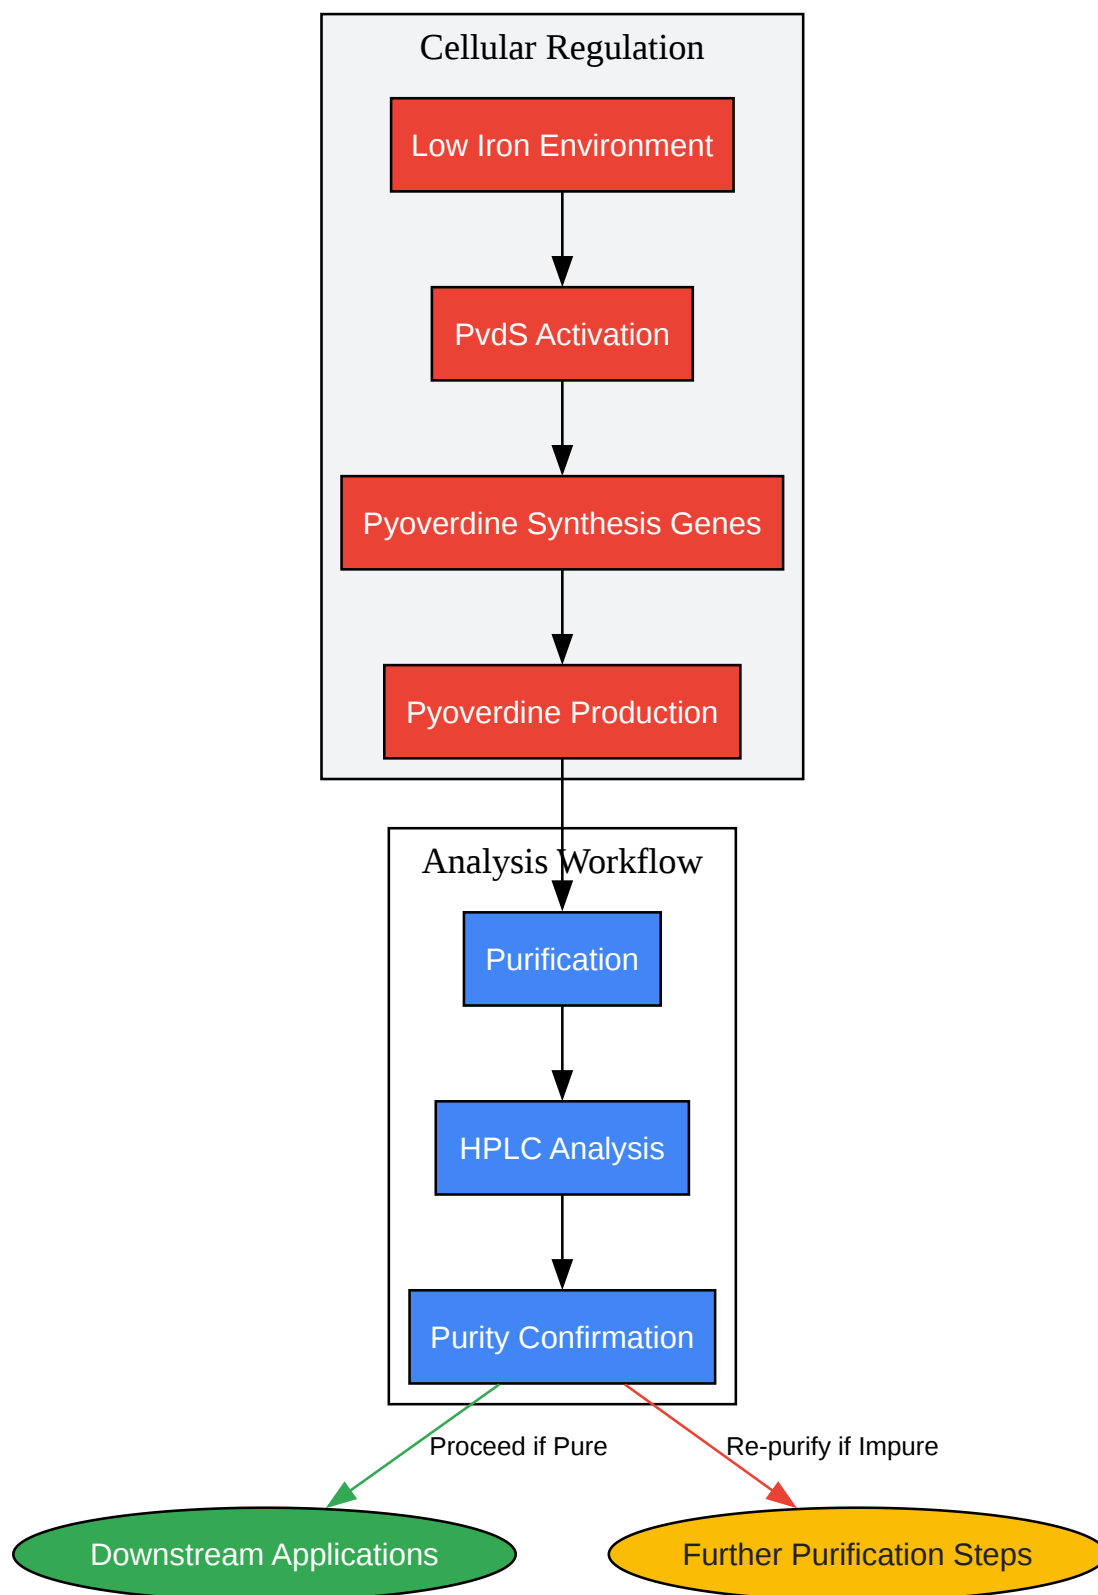 Cellular Regulation
Low Iron Environment
PvdS Activation
Pyoverdine Synthesis Genes
Pyoverdine Production
Analysis Workflow
Purification
HPLC Analysis
Purity Confirmation
Proceed if Pure
Re-purify if Impure
Downstream Applications
Further Purification Steps